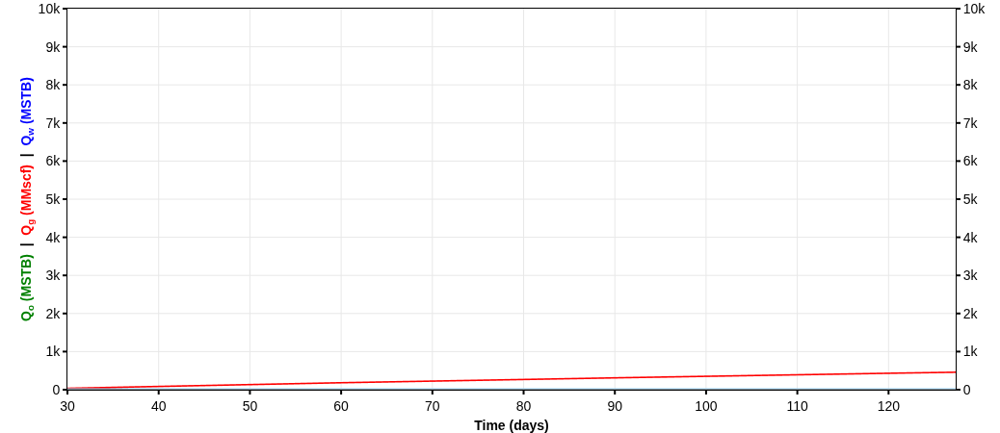 10k
9k
8k
7k
6k
5k
4k
3k
2k
1k
0
10k
9k
8k
7k
6k
5k
4k
3k
2k
1k
0
Qo (MSTB) | Qg (MMscf) | Qw (MSTB)
30 40 50 60 70 80 90 100 110 120
Time (days)